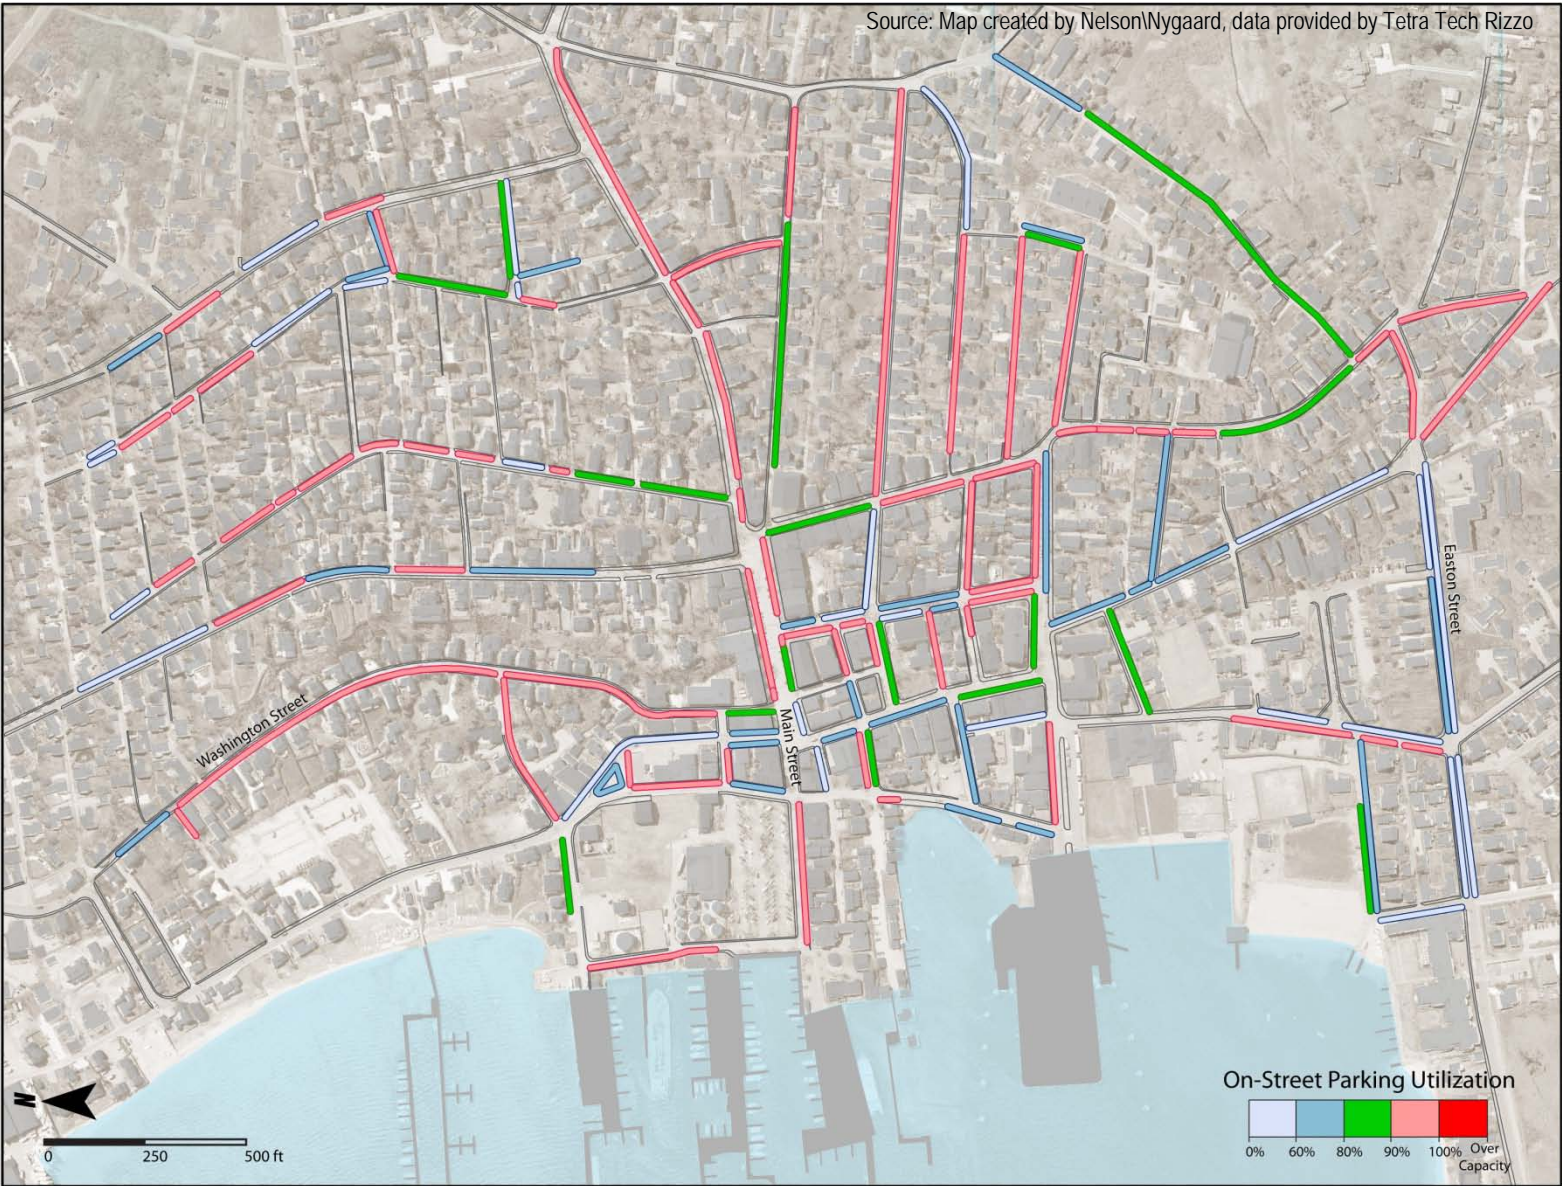 Source: Map created by Nelson\Nygaard, data provided by Tetra Tech Rizzo
Easton Street
Washington Street
Main Street
On-Street Parking Utilization
0% 60% 80% 90% 100% Over
Capacity
N
0 250 500 ft